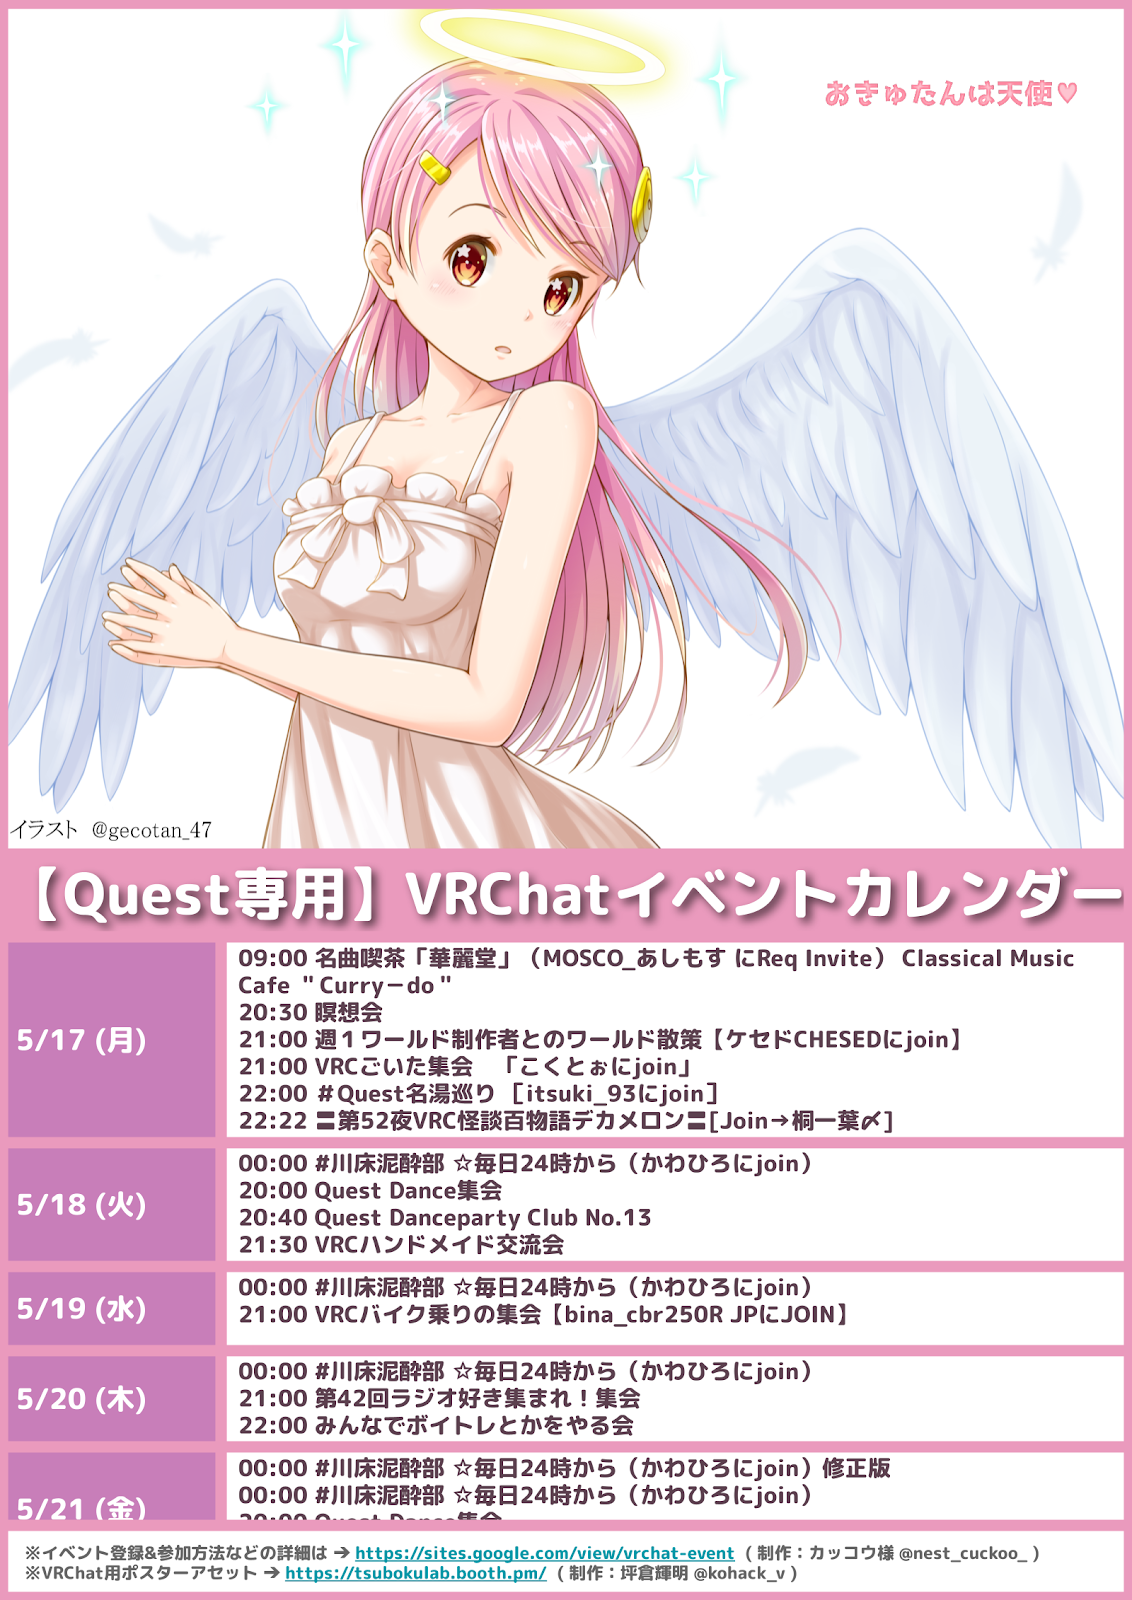 おきゅたんは天使♥
イラスト @gecotan_47
【Quest専用】VRChatイベントカレンダー
5/17 (月)
09:00 名曲喫茶「華麗堂」（MOSCO_あしもす にReq Invite） Classical Music
Cafe ＂Curry－do＂
20:30 瞑想会
21:00 週１ワールド制作者とのワールド散策【ケセドCHESEDにjoin】
21:00 VRCごいた集会　「こくとぉにjoin」
22:00 ＃Quest名湯巡り［itsuki_93にjoin］
22:22 〓第52夜VRC怪談百物語デカメロン〓[Join→桐一葉〆]
5/18 (火)
00:00 #川床泥酔部 ☆毎日24時から（かわひろにjoin）
20:00 Quest Dance集会
20:40 Quest Danceparty Club No.13
21:30 VRCハンドメイド交流会
5/19 (水)
00:00 #川床泥酔部 ☆毎日24時から（かわひろにjoin）
21:00 VRCバイク乗りの集会【bina_cbr250R JPにJOIN】
5/20 (木)
00:00 #川床泥酔部 ☆毎日24時から（かわひろにjoin）
21:00 第42回ラジオ好き集まれ！集会
22:00 みんなでボイトレとかをやる会
5/21 (金)
00:00 #川床泥酔部 ☆毎日24時から（かわひろにjoin）修正版
00:00 #川床泥酔部 ☆毎日24時から（かわひろにjoin）
20:00 Quest Dance集会
※イベント登録&参加方法などの詳細は → https://sites.google.com/view/vrchat-event ( 制作：カッコウ様 @nest_cuckoo_ )
※VRChat用ポスターアセット → https://tsubokulab.booth.pm/ ( 制作：坪倉輝明 @kohack_v )